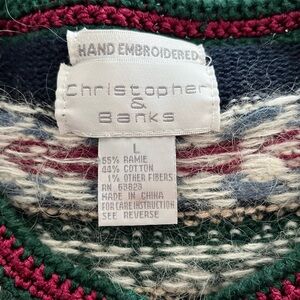 HAND EMBROIDERED
Christopher
&
Banks
L
55% RAMIE
44% COTTON
1% OTHER FIBERS
RN 63823
MADE IN CHINA
FOR CARE INSTRUCTION
SEE REVERSE